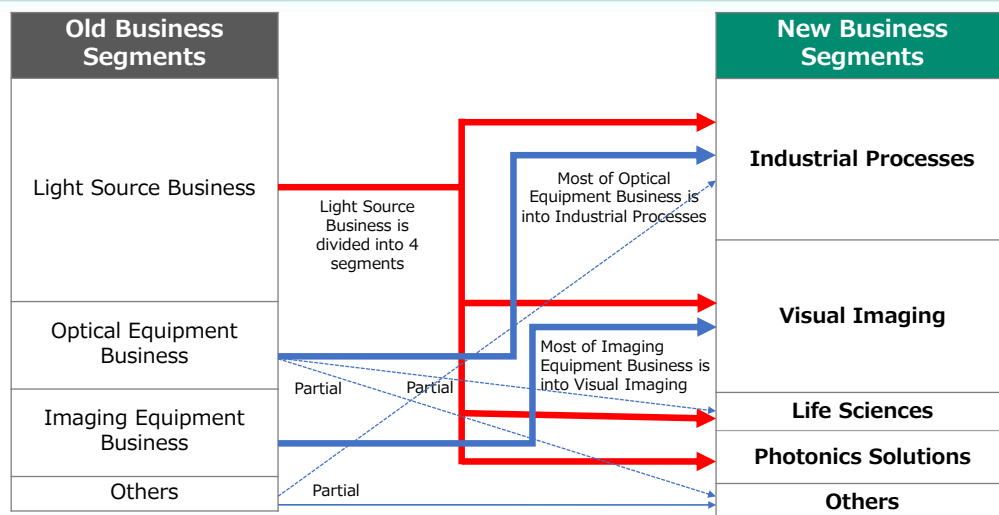 Old Business
Segments
Light Source Business
Optical Equipment
Business
Imaging Equipment
Business
Others
Light Source
Business is
divided into 4
segments
Most of Optical
Equipment Business is
into Industrial Processes
Most of Imaging
Equipment Business is
into Visual Imaging
Partial
Partial
Partial
New Business
Segments
Industrial Processes
Visual Imaging
Life Sciences
Photonics Solutions
Others